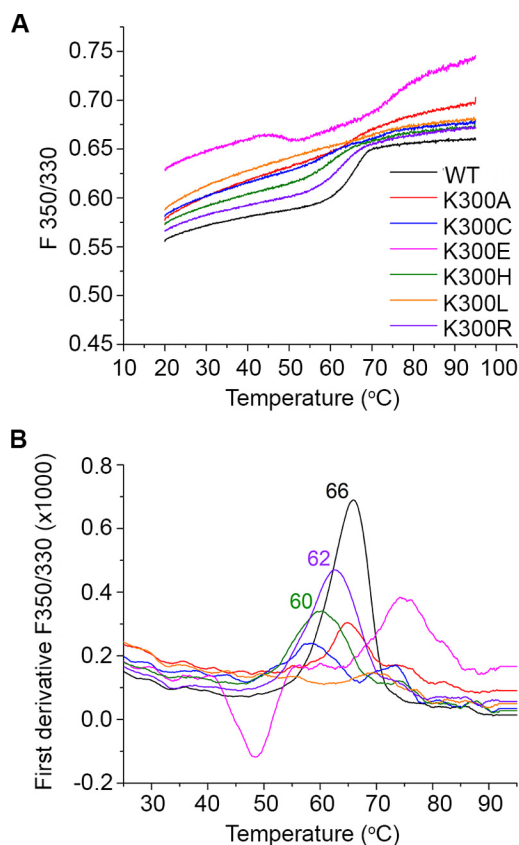 A
0.75
0.70
0.65
0.60
0.55
0.50
0.45
F 350/330
WT
K300A
K300C
K300E
K300H
K300L
K300R
10 20 30 40 50 60 70 80 90 100
Temperature (°C)
B
0.8
0.6
0.4
0.2
0.0
-0.2
First derivative F350/330 (x1000)
66
62
60
30 40 50 60 70 80 90
Temperature (°C)